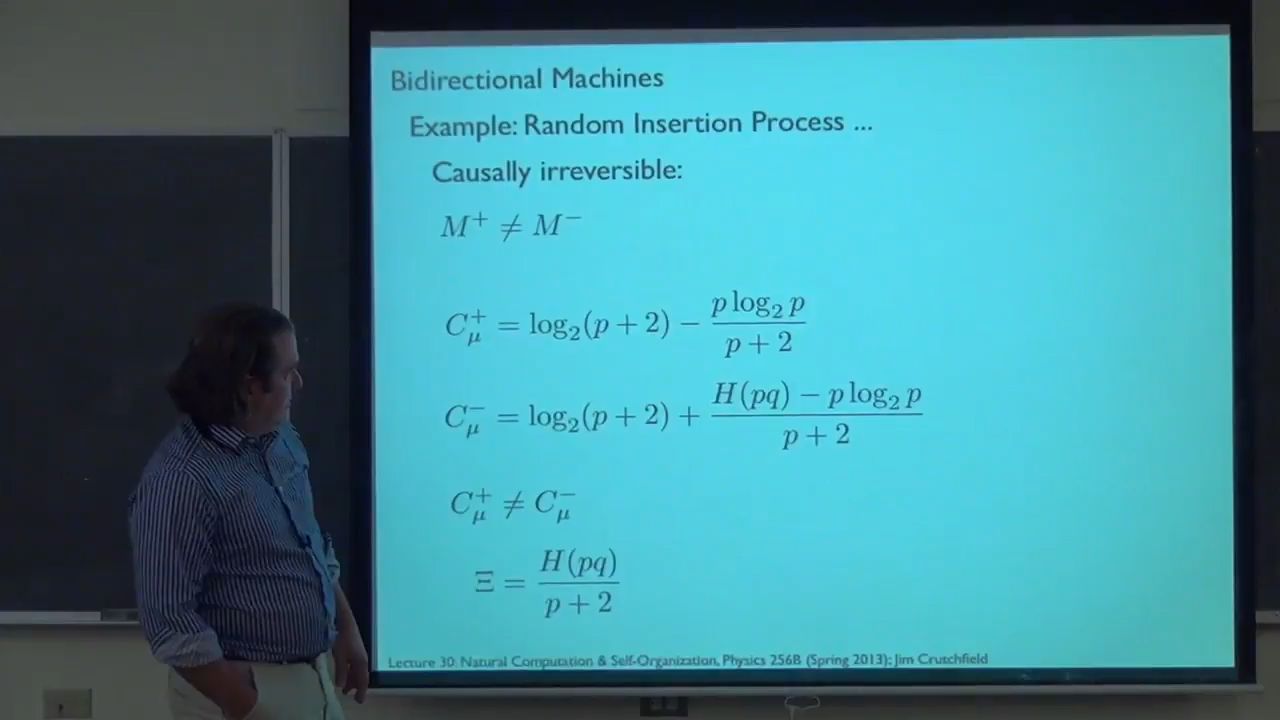 Bidirectional Machines
Example: Random Insertion Process ...
Causally irreversible:
M⁺ ≠ M⁻
C_μ^+ = log₂(p + 2) − (p log₂ p)/(p + 2)
C_μ^- = log₂(p + 2) + (H(pq) − p log₂ p)/(p + 2)
C_μ^+ ≠ C_μ^-
Ξ = H(pq)/(p + 2)
Lecture 30: Natural Computation & Self-Organization, Physics 256B (Spring 2013); Jim Crutchfield